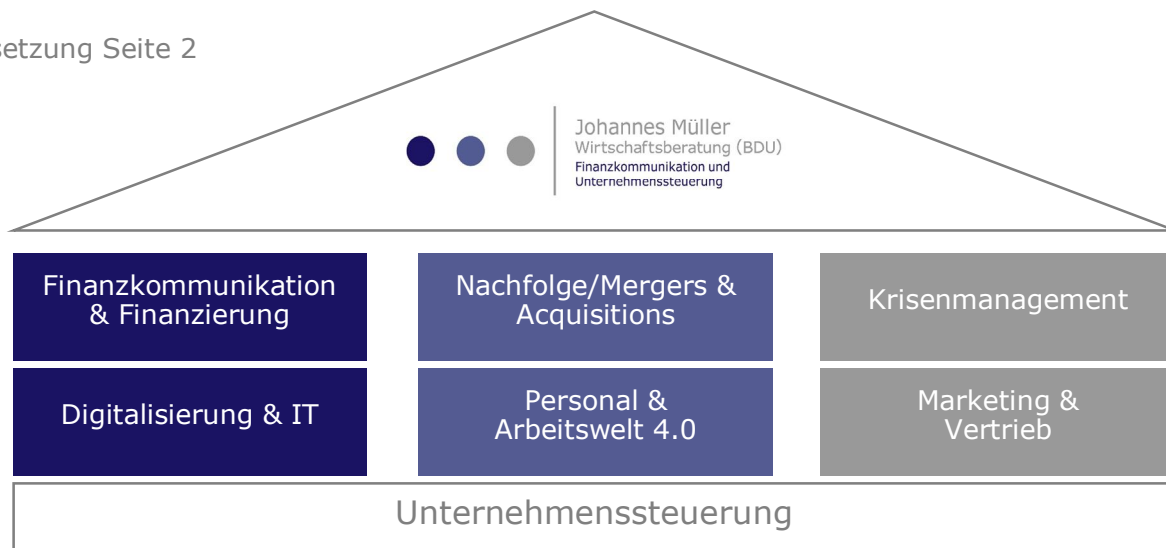 setzung Seite 2
Johannes Müller
Wirtschaftsberatung (BDU)
Finanzkommunikation und
Unternehmenssteuerung
Finanzkommunikation
& Finanzierung
Nachfolge/Mergers &
Acquisitions
Krisenmanagement
Digitalisierung & IT
Personal &
Arbeitswelt 4.0
Marketing &
Vertrieb
Unternehmenssteuerung